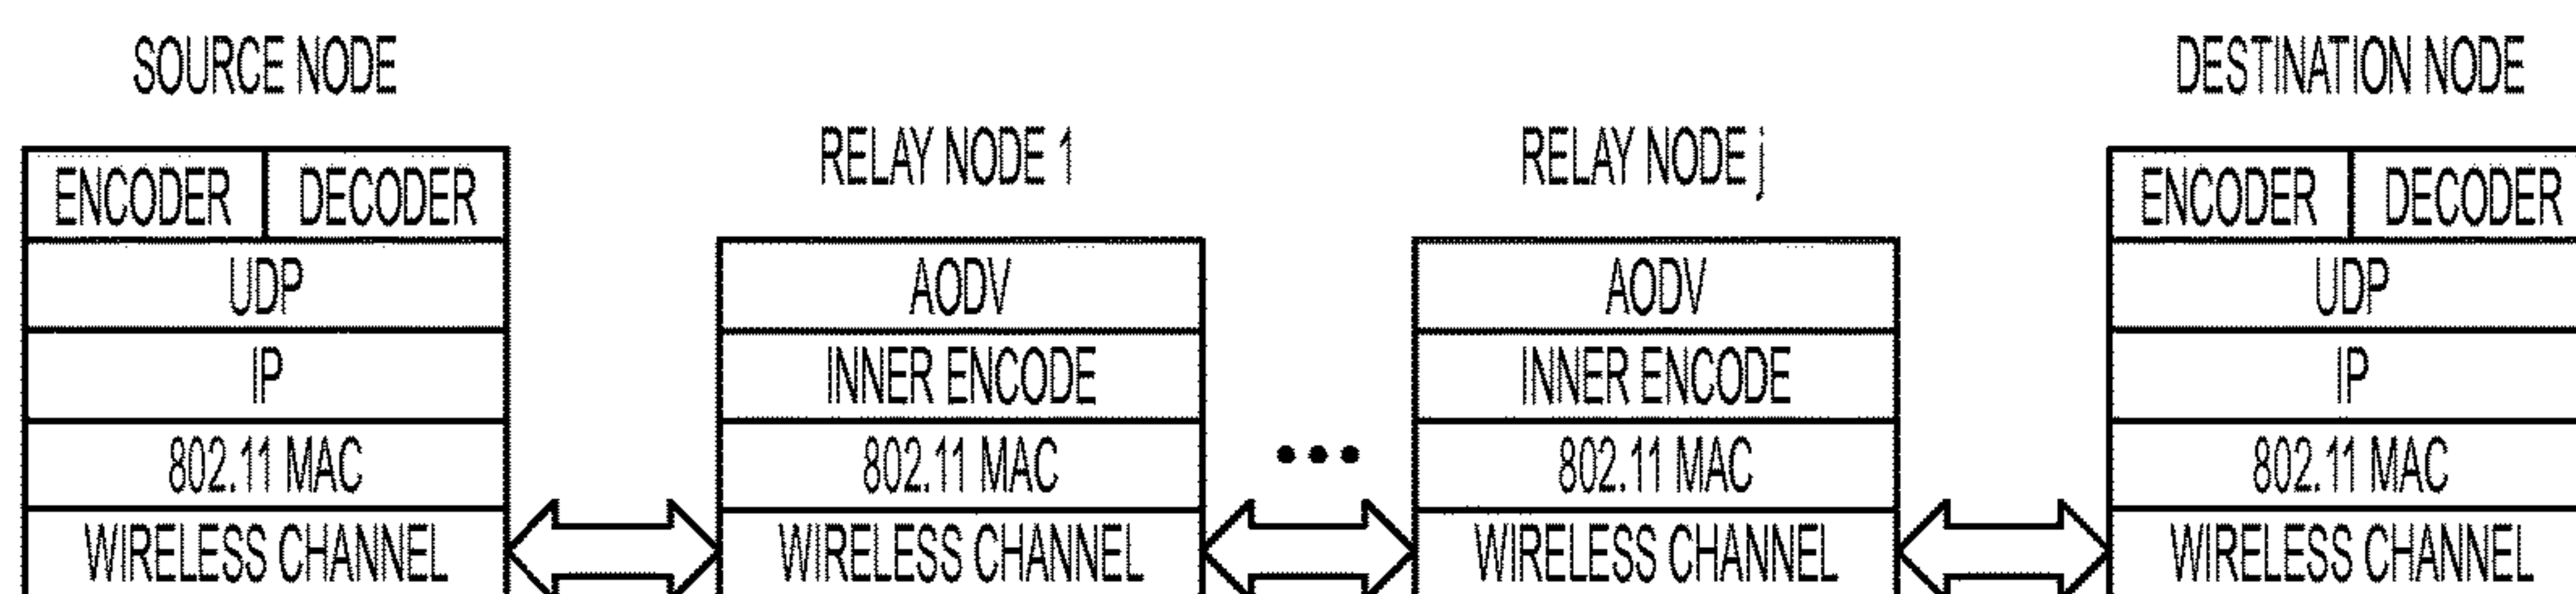 SOURCE NODE
ENCODER DECODER
UDP
IP
802.11 MAC
WIRELESS CHANNEL
RELAY NODE 1
AODV
INNER ENCODE
802.11 MAC
WIRELESS CHANNEL
...
RELAY NODE j
AODV
INNER ENCODE
802.11 MAC
WIRELESS CHANNEL
DESTINATION NODE
ENCODER DECODER
UDP
IP
802.11 MAC
WIRELESS CHANNEL